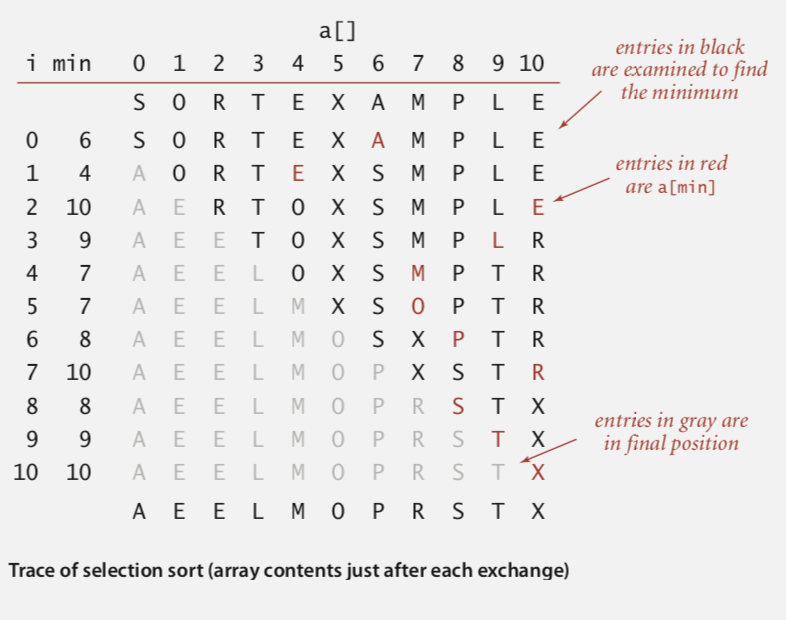 a[]
i min 0 1 2 3 4 5 6 7 8 9 10
S O R T E X A M P L E
0 6 S O R T E X A M P L E
1 4 A O R T E X S M P L E
2 10 A E R T O X S M P L E
3 9 A E E T O X S M P L R
4 7 A E E L O X S M P T R
5 7 A E E L M X S O P T R
6 8 A E E L M O S X P T R
7 10 A E E L M O P X S T R
8 8 A E E L M O P R S T X
9 9 A E E L M O P R S T X
10 10 A E E L M O P R S T X
A E E L M O P R S T X
entries in black
are examined to find
the minimum
entries in red
are a[min]
entries in gray are
in final position
Trace of selection sort (array contents just after each exchange)